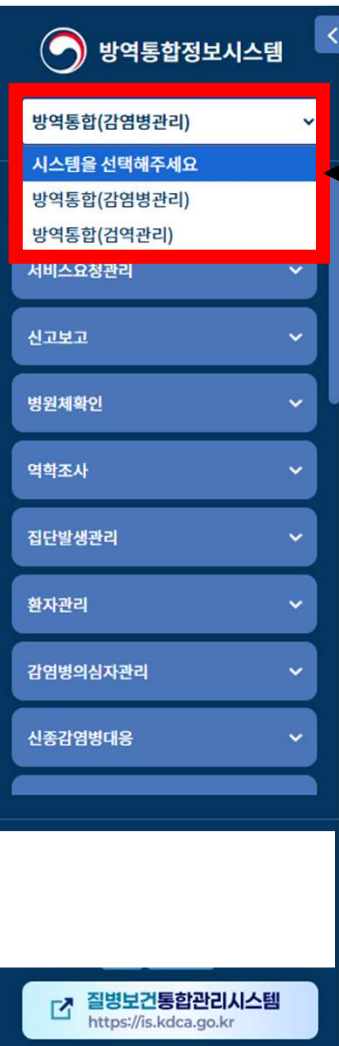 방역통합정보시스템
방역통합(감염병관리)
시스템을 선택해주세요
방역통합(감염병관리)
방역통합(검역관리)
서비스요청관리
신고보고
병원체확인
역학조사
집단발생관리
환자관리
감염병의심자관리
신종감염병대응
질병보건통합관리시스템
https://is.kdca.go.kr